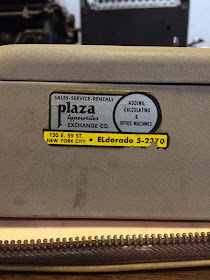 SALES-SERVICE-RENTALS
plaza
typewriter
EXCHANGE CO.
ADDING,
CALCULATING
&
OFFICE MACHINES
120 E. 59 ST.
NEW YORK CITY • ELdorado 5-2370